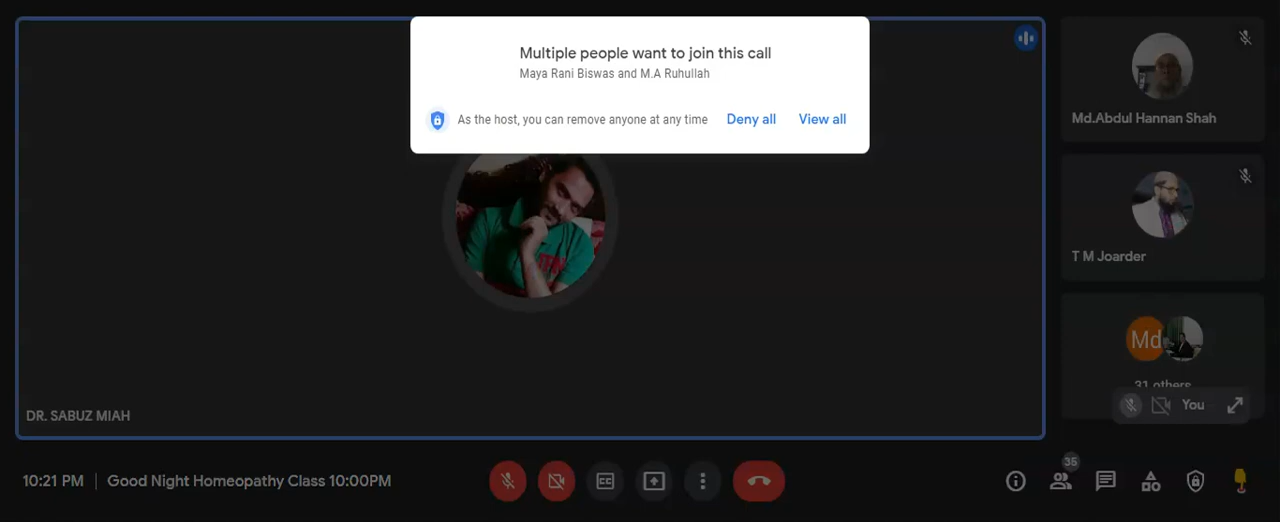 Multiple people want to join this call
Maya Rani Biswas and M.A Ruhullah
As the host, you can remove anyone at any time Deny all View all
Md.Abdul Hannan Shah
T M Joarder
Md
31 others
You
DR. SABUZ MIAH
10:21 PM | Good Night Homeopathy Class 10:00PM
CC
35